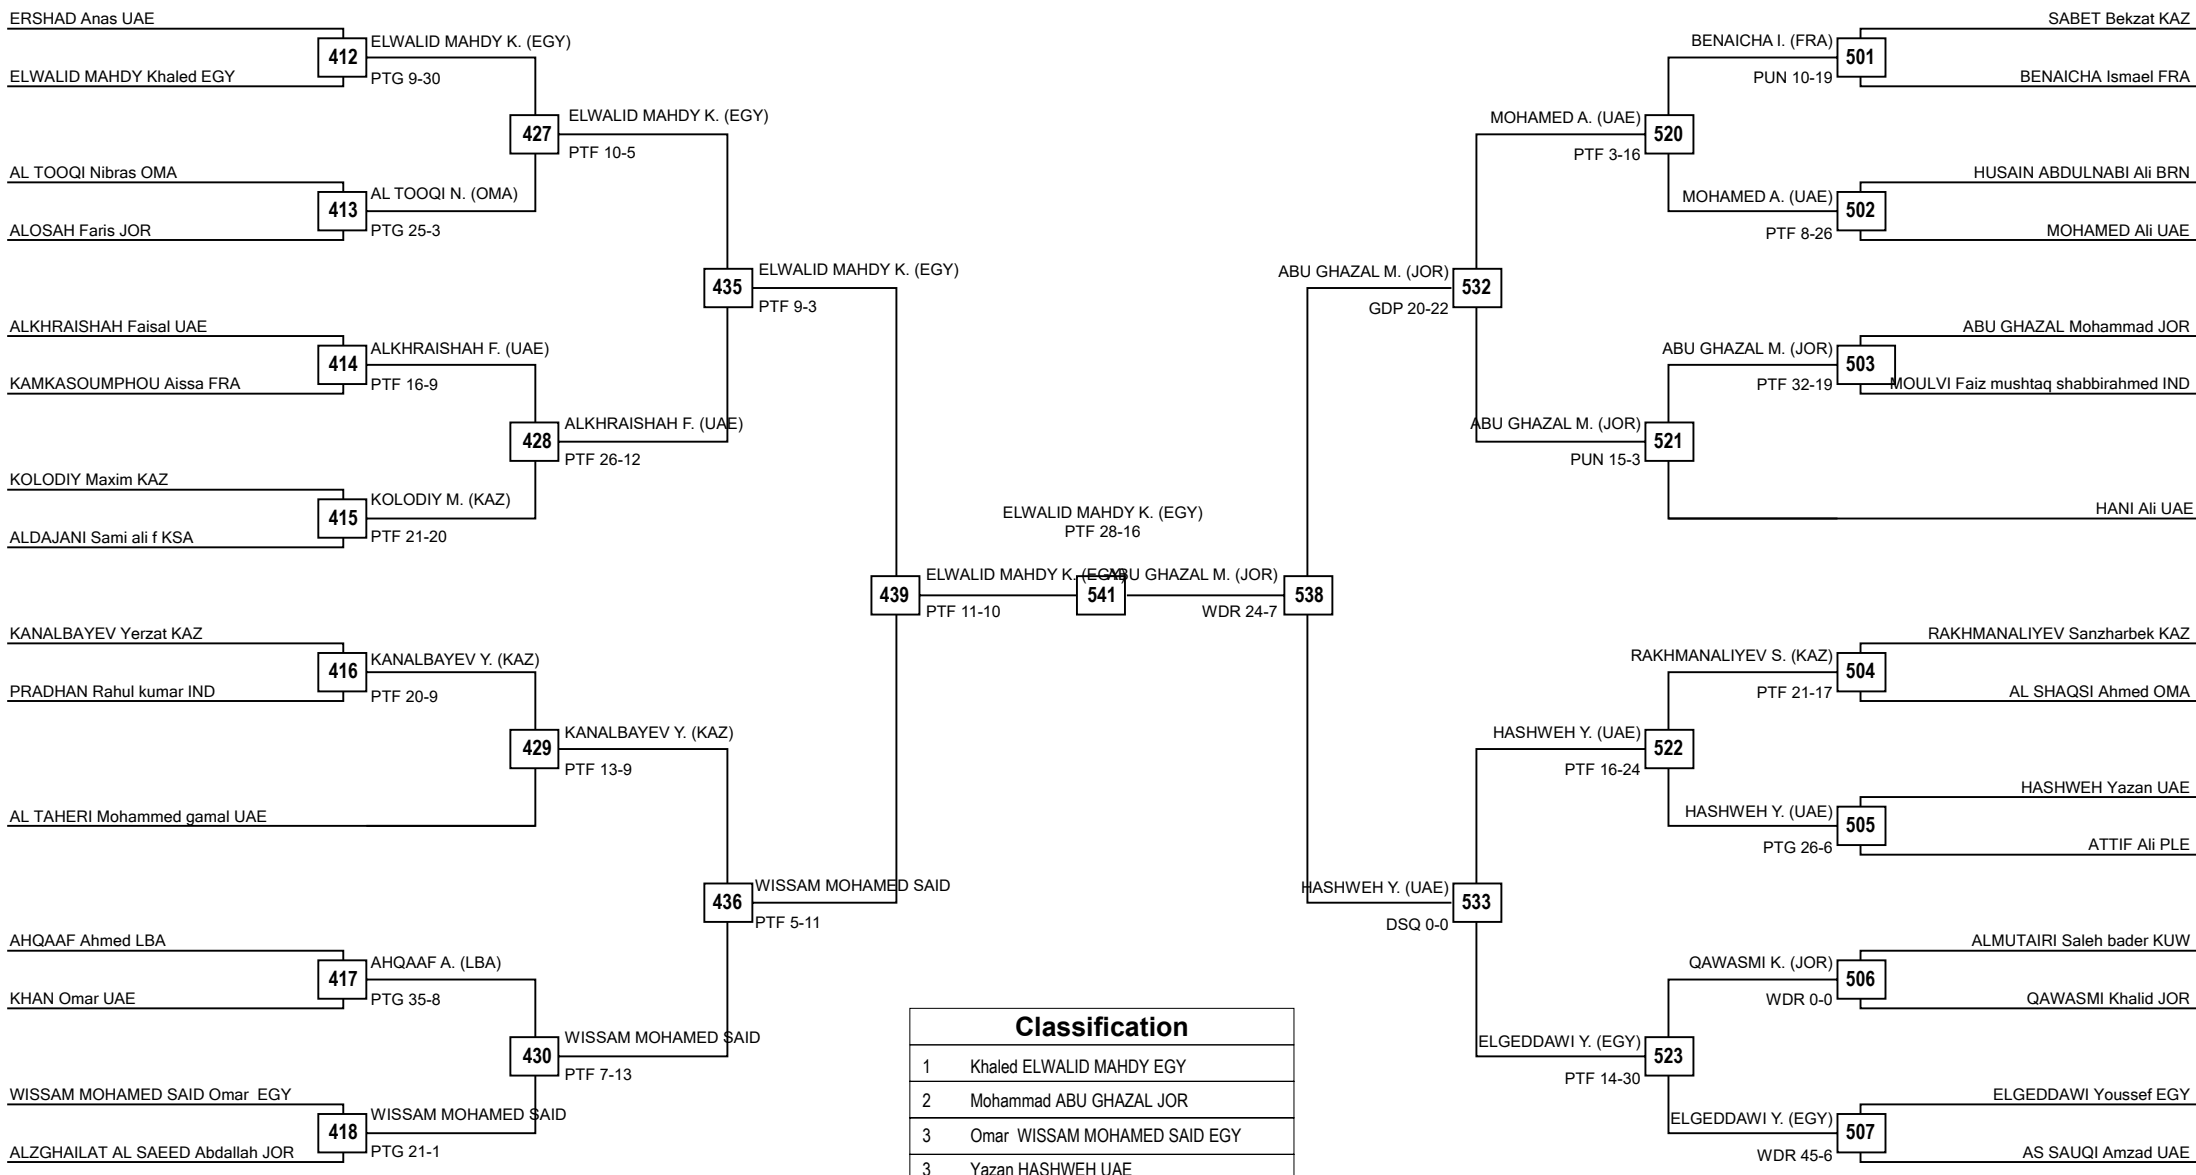 ERSHAD Anas UAE
412
ELWALID MAHDY K. (EGY)
ELWALID MAHDY Khaled EGY
PTG 9-30
427
ELWALID MAHDY K. (EGY)
PTF 10-5
AL TOOQI Nibras OMA
413
AL TOOQI N. (OMA)
ALOSAH Faris JOR
PTG 25-3
435
ELWALID MAHDY K. (EGY)
PTF 9-3
ALKHRAISHAH Faisal UAE
414
ALKHRAISHAH F. (UAE)
KAMKASOUMPHOU Aissa FRA
PTF 16-9
428
ALKHRAISHAH F. (UAE)
PTF 26-12
KOLODIY Maxim KAZ
415
KOLODIY M. (KAZ)
ALDAJANI Sami ali f KSA
PTF 21-20
439
ELWALID MAHDY K. (EGY)
PTF 11-10
KANALBAYEV Yerzat KAZ
416
KANALBAYEV Y. (KAZ)
PRADHAN Rahul kumar IND
PTF 20-9
429
KANALBAYEV Y. (KAZ)
PTF 13-9
AL TAHERI Mohammed gamal UAE
436
WISSAM MOHAMED SAID
PTF 5-11
AHQAAF Ahmed LBA
417
AHQAAF A. (LBA)
KHAN Omar UAE
PTG 35-8
430
WISSAM MOHAMED SAID
PTF 7-13
WISSAM MOHAMED SAID Omar EGY
418
WISSAM MOHAMED SAID
ALZGHAILAT AL SAEED Abdallah JOR
PTG 21-1
ELWALID MAHDY K. (EGY)
PTF 28-16
541
SABET Bekzat KAZ
BENAICHA I. (FRA)
501
PUN 10-19
BENAICHA Ismael FRA
MOHAMED A. (UAE)
520
PTF 3-16
HUSAIN ABDULNABI Ali BRN
MOHAMED A. (UAE)
502
PTF 8-26
MOHAMED Ali UAE
ABU GHAZAL M. (JOR)
532
GDP 20-22
ABU GHAZAL Mohammad JOR
ABU GHAZAL M. (JOR)
503
PTF 32-19
MOULVI Faiz mushtaq shabbirahmed IND
ABU GHAZAL M. (JOR)
521
PUN 15-3
HANI Ali UAE
ABU GHAZAL M. (JOR)
538
WDR 24-7
RAKHMANALIYEV Sanzharbek KAZ
RAKHMANALIYEV S. (KAZ)
504
PTF 21-17
AL SHAQSI Ahmed OMA
HASHWEH Y. (UAE)
522
PTF 16-24
HASHWEH Yazan UAE
HASHWEH Y. (UAE)
505
PTG 26-6
ATTIF Ali PLE
HASHWEH Y. (UAE)
533
DSQ 0-0
ALMUTAIRI Saleh bader KUW
QAWASMI K. (JOR)
506
WDR 0-0
QAWASMI Khalid JOR
ELGEDDAWI Y. (EGY)
523
PTF 14-30
ELGEDDAWI Youssef EGY
ELGEDDAWI Y. (EGY)
507
WDR 45-6
AS SAUQI Amzad UAE
Classification
1 Khaled ELWALID MAHDY EGY
2 Mohammad ABU GHAZAL JOR
3 Omar WISSAM MOHAMED SAID EGY
3 Yazan HASHWEH UAE